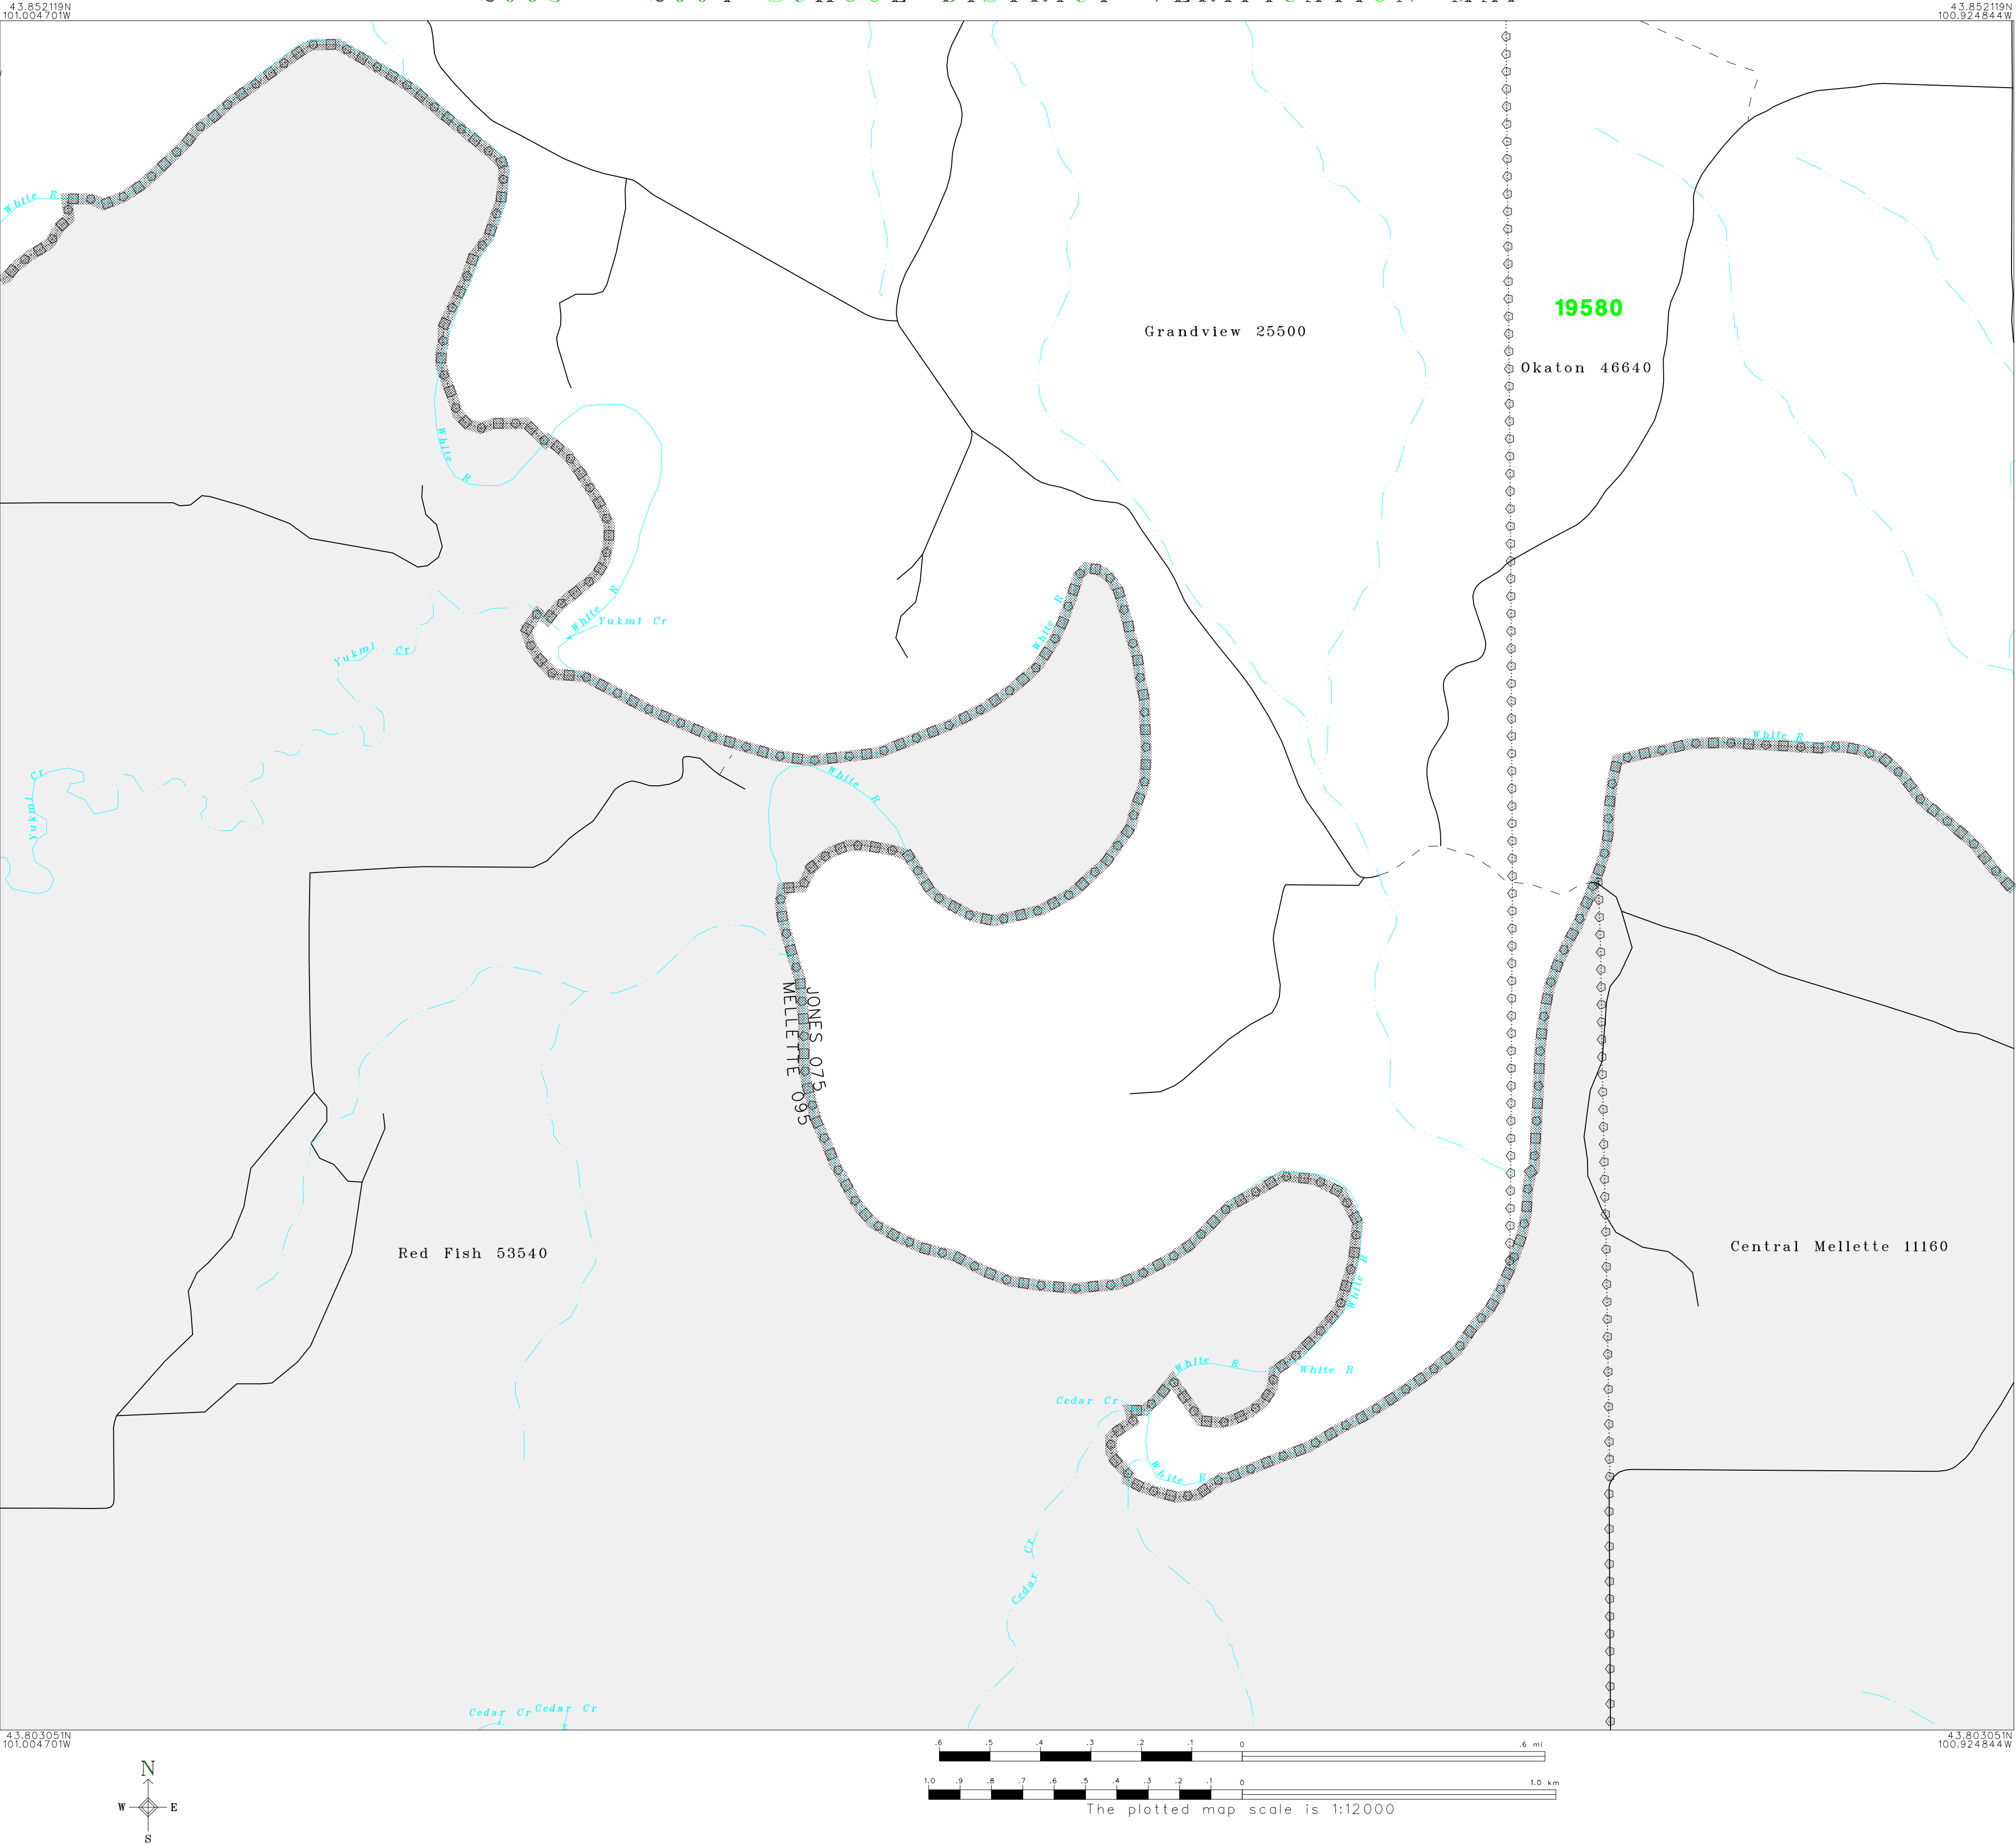 43.852119N
101.004701W
SCHOOL DISTRICT VERIFICATION MAP
43.852119N
100.924844W
White R
19580
Grandview 25500
Okaton 46640
White R
White R
Yukmi Cr
White R
Yukmi Cr
White R
White R
Yukmi Cr
JONES 075
MELLETTE 095
Red Fish 53540
Central Mellette 11160
White R
White R
White R
Cedar Cr
White R
Cedar Cr
Cedar Cr
Cedar Cr
43.803051N
101.004701W
43.803051N
100.924844W
.6 .5 .4 .3 .2 .1 0 .6 mi
1.0 .9 .8 .7 .6 .5 .4 .3 .2 .1 0 1.0 km
The plotted map scale is 1:12000
N
W E
S